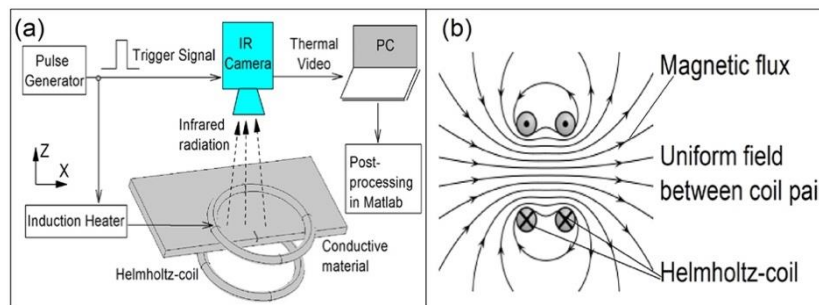 (a)
Pulse
Generator
Trigger Signal
IR
Camera
Thermal
Video
PC
Infrared
radiation
Z
X
Post-
processing
in Matlab
Induction Heater
Helmholtz-coil
Conductive
material
(b)
Magnetic flux
Uniform field
between coil pai
Helmholtz-coil